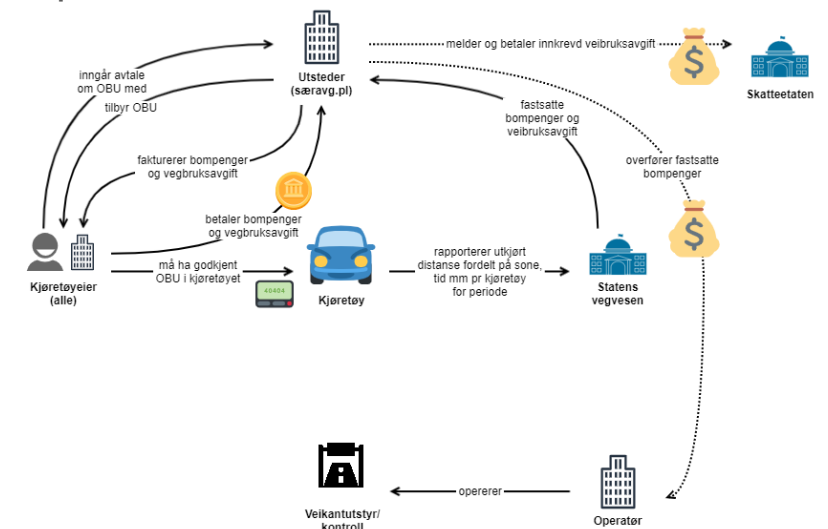 melder og betaler innkrevd veibruksavgift
Utsteder
(særavg.pl)
Skatteetaten
inngår avtale
om OBU med
tilbyr OBU
fastsatte
bompenger og
veibruksavgift
fakturerer bompenger
og vegbruksavgift
overfører fastsatte
bompenger
betaler bompenger
og vegbruksavgift
må ha godkjent
OBU i kjøretøyet
rapporterer utkjørt
distanse fordelt på sone,
tid mm pr kjøretøy
for periode
Kjøretøyeier
(alle)
40404
Kjøretøy
Statens
vegvesen
opererer
Veikantutstyr/
kontroll
Operatør